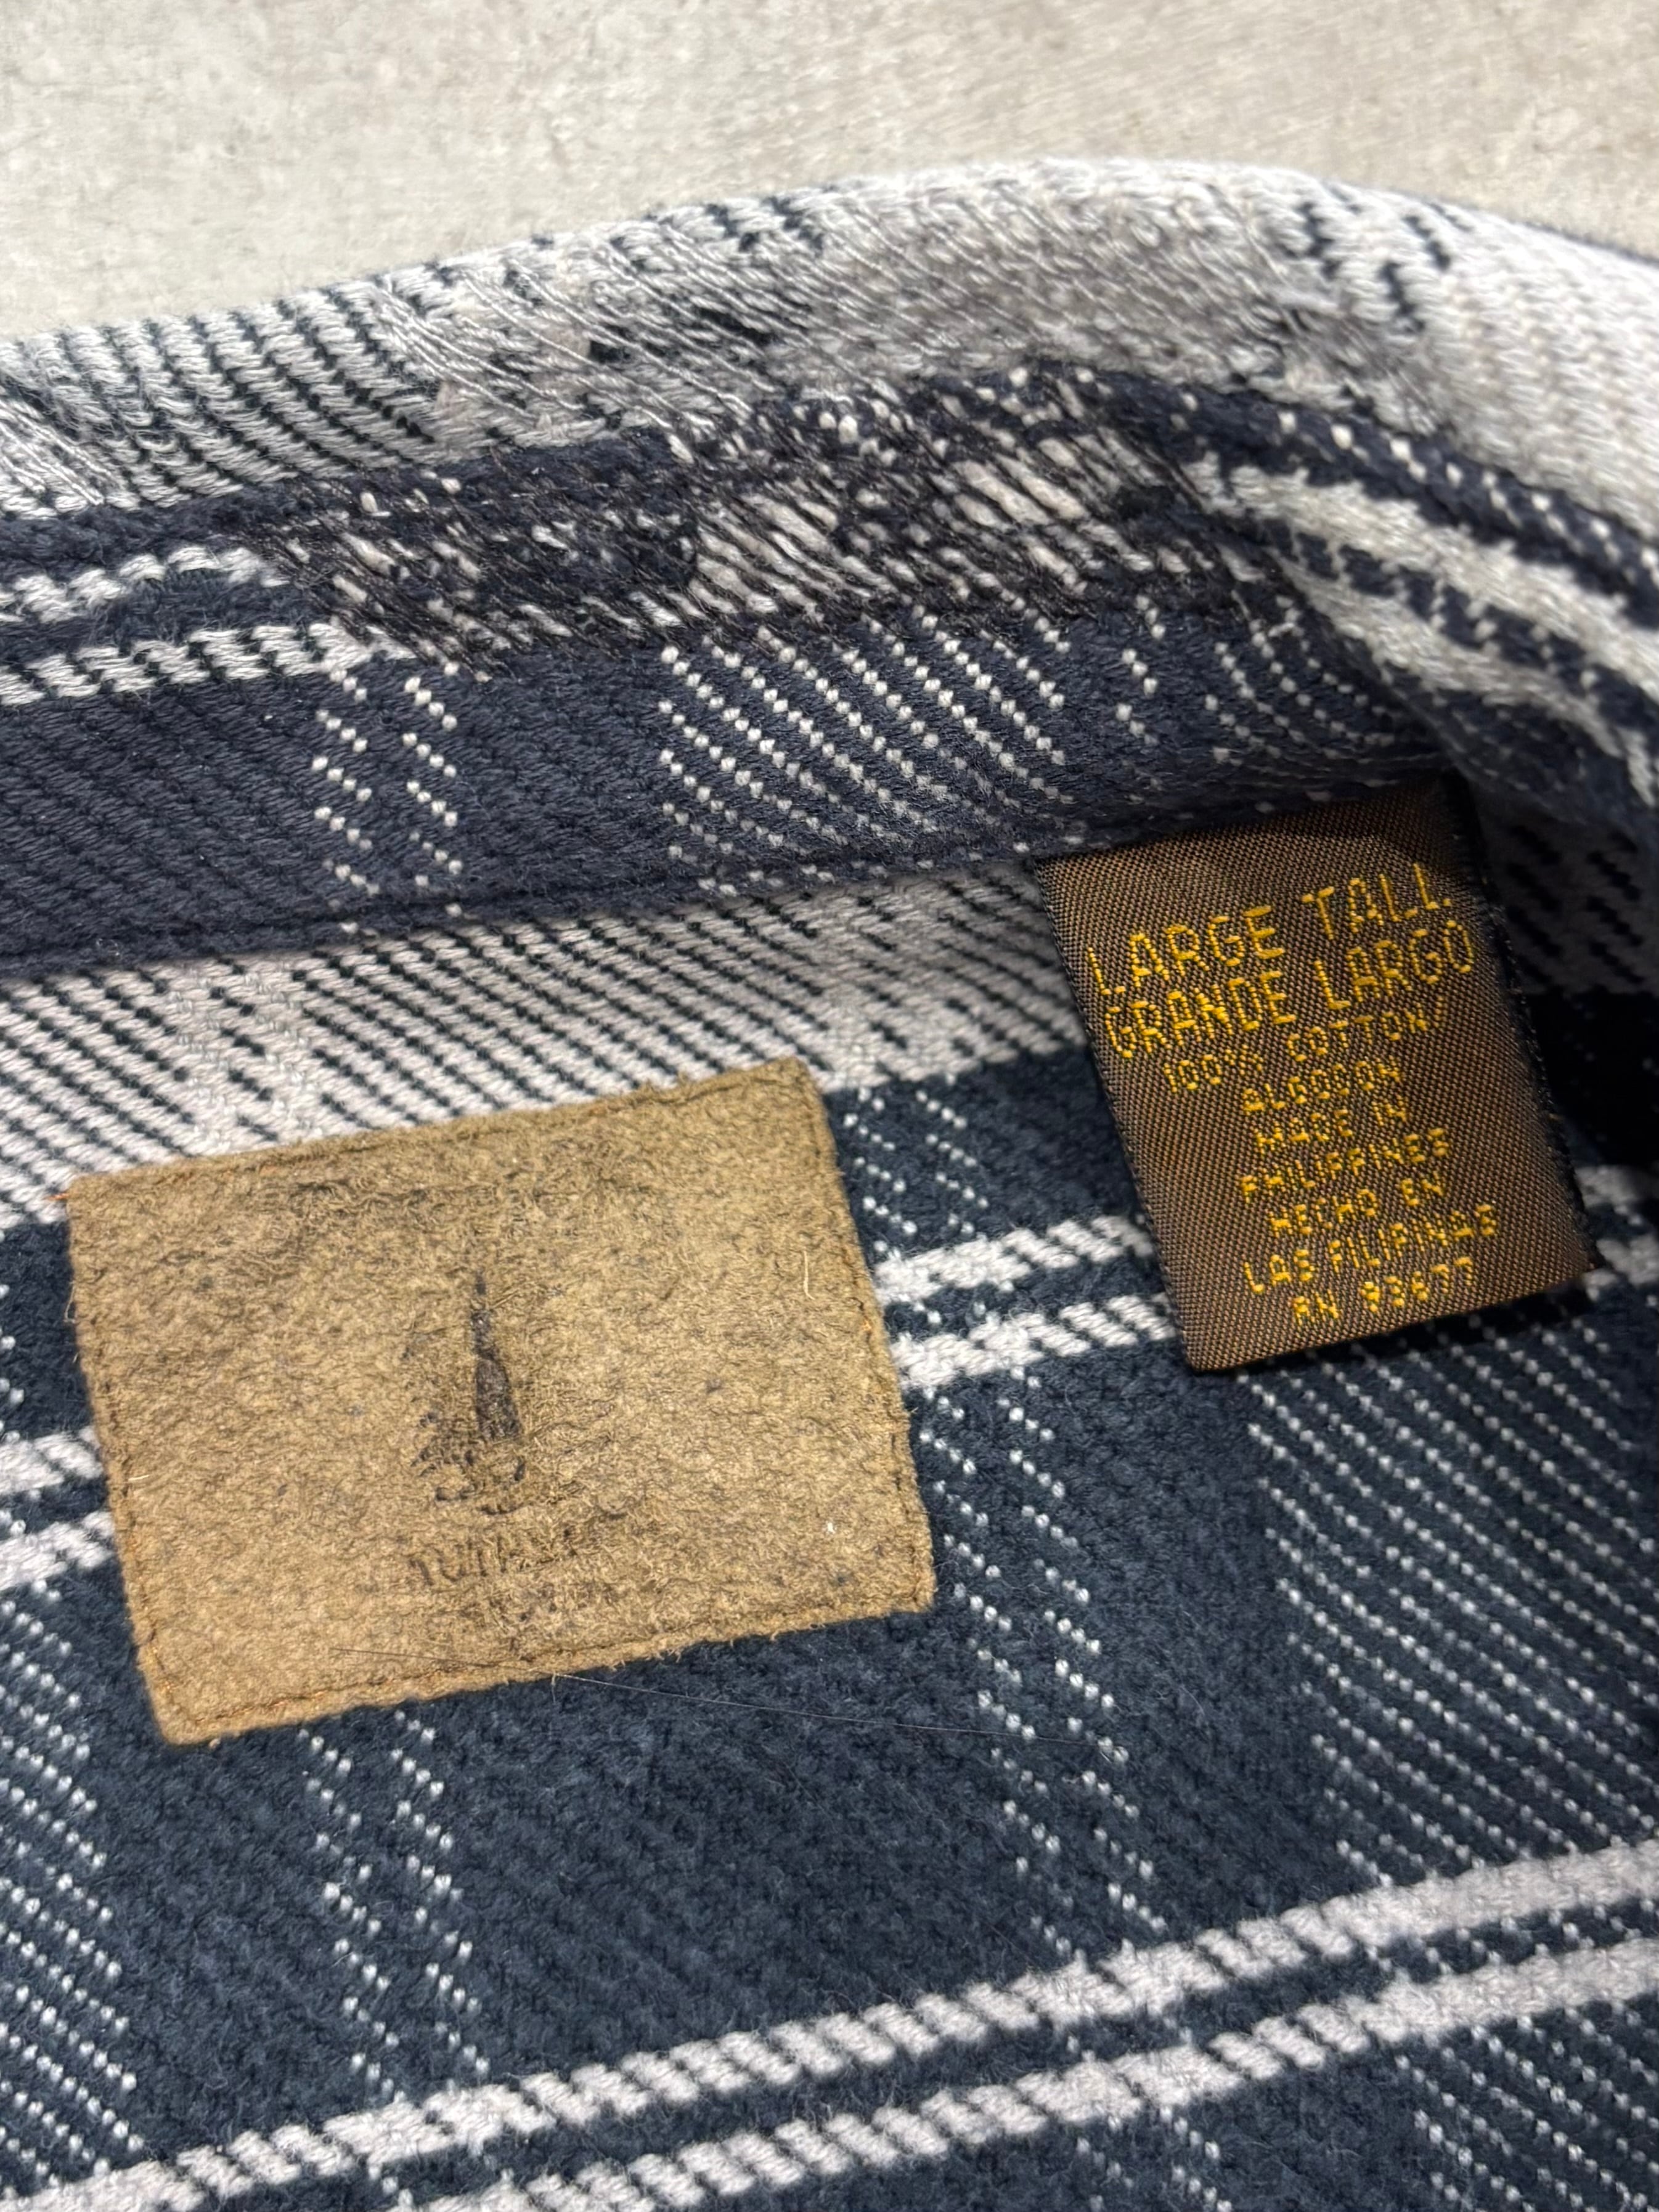 LARGE TALL
GRANDE LARGO
100% COTTON/
ALGODON
MADE IN
PHILIPPINES
HECHO EN
LAS FILIPINAS
RN 93677